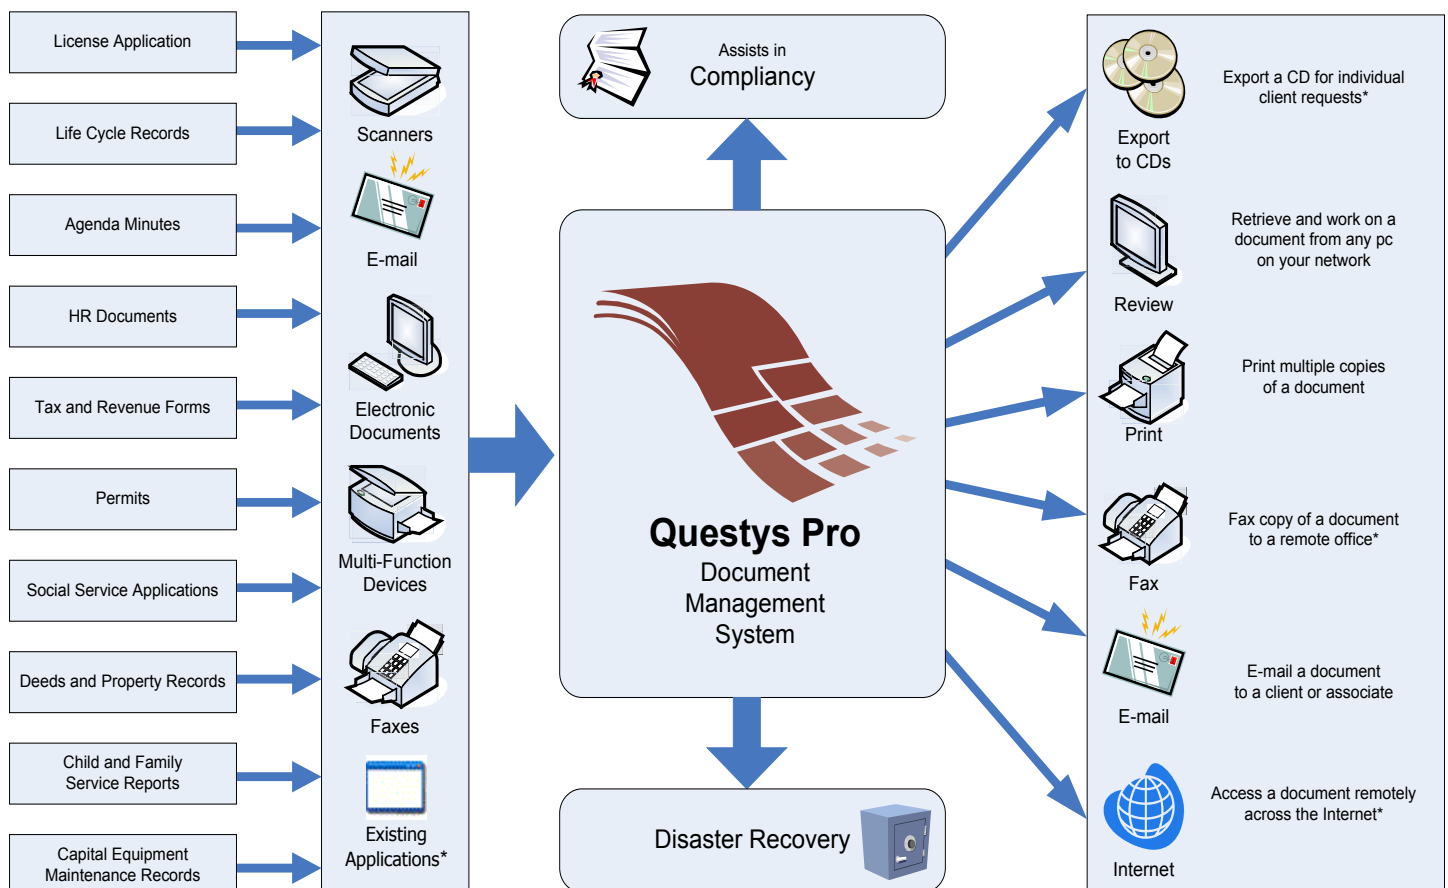 License Application
Life Cycle Records
Agenda Minutes
HR Documents
Tax and Revenue Forms
Permits
Social Service Applications
Deeds and Property Records
Child and Family
Service Reports
Capital Equipment
Maintenance Records
Scanners
E-mail
Electronic
Documents
Multi-Function
Devices
Faxes
Existing
Applications*
Assists in
Compliancy
Questys Pro
Document
Management
System
Disaster Recovery
Export
to CDs
Export a CD for individual
client requests*
Review
Retrieve and work on a
document from any pc
on your network
Print
Print multiple copies
of a document
Fax
Fax copy of a document
to a remote office*
E-mail
E-mail a document
to a client or associate
Internet
Access a document remotely
across the Internet*